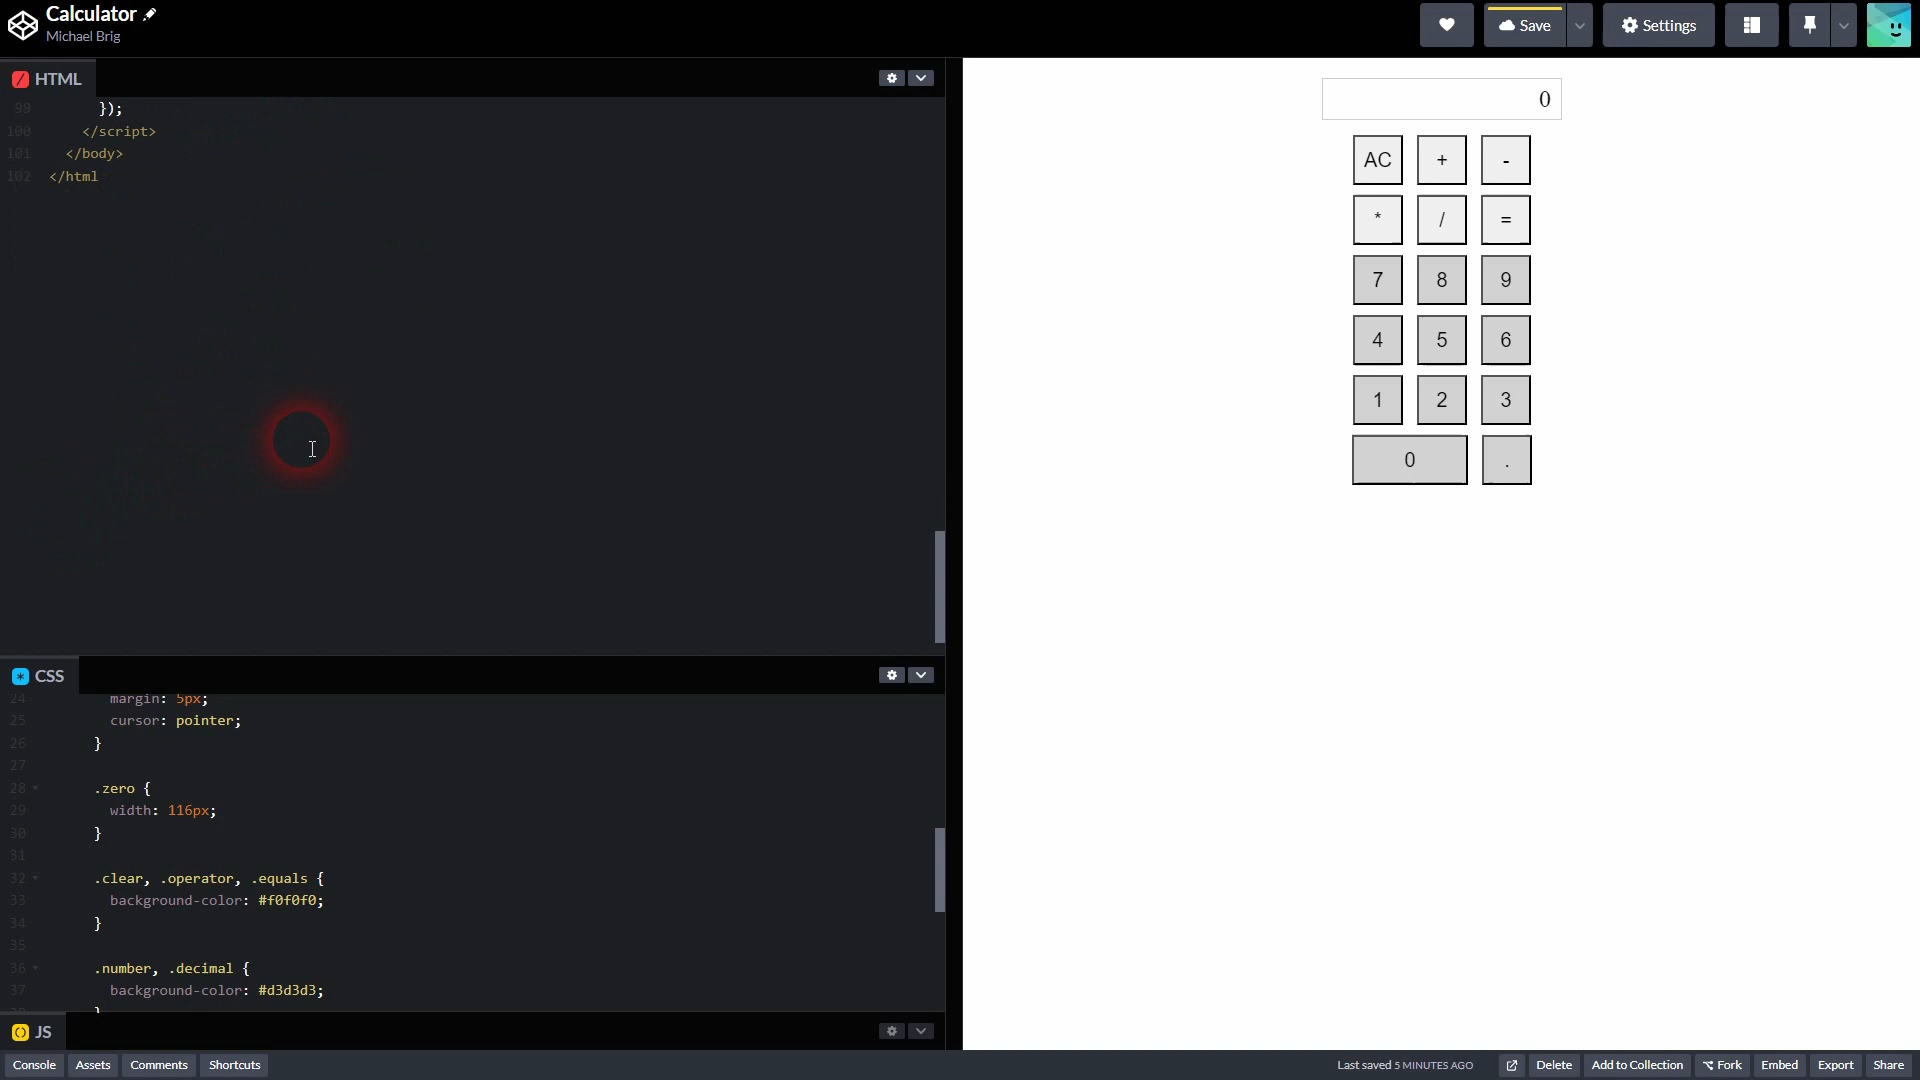 Calculator
Michael Brig
Save
Settings
HTML
99 });
100 </script>
101 </body>
102 </html
CSS
24 margin: 5px;
25 cursor: pointer;
26 }
27
28 .zero {
29 width: 116px;
30 }
31
32 .clear, .operator, .equals {
33 background-color: #f0f0f0;
34 }
35
36 .number, .decimal {
37 background-color: #d3d3d3;
38 }
JS
0
AC + -
* / =
7 8 9
4 5 6
1 2 3
0 .
Console Assets Comments Shortcuts
Last saved 5 MINUTES AGO Delete Add to Collection Fork Embed Export Share